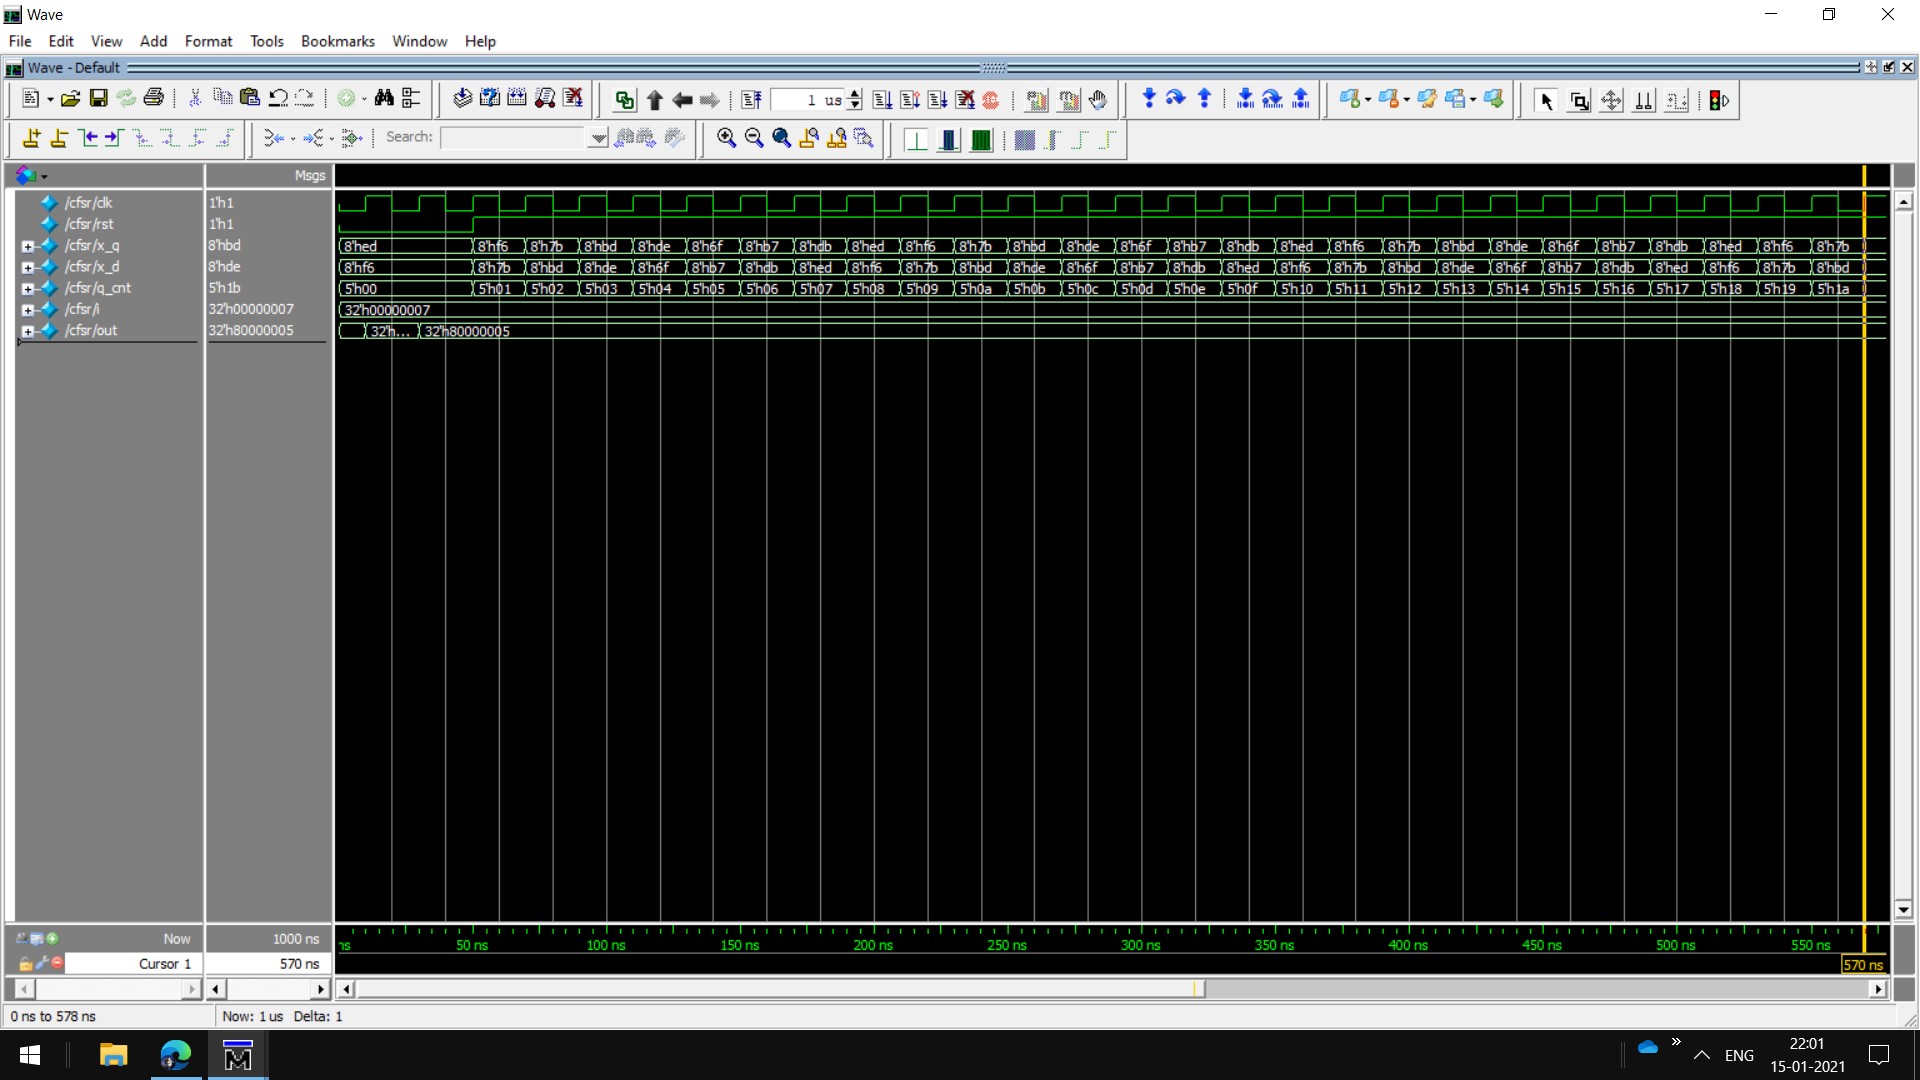 Wave
File Edit View Add Format Tools Bookmarks Window Help
Wave - Default
1 us
Search:
Msgs
/cfsr/clk 1'h1
/cfsr/rst 1'h1
/cfsr/x_q 8'hbd 8'hed 8'hf6 8'h7b 8'hbd 8'hde 8'h6f 8'hb7 8'hdb 8'hed 8'hf6 8'h7b 8'hbd 8'hde 8'h6f 8'hb7 8'hdb 8'hed 8'hf6 8'h7b 8'hbd 8'hde 8'h6f 8'hb7 8'hdb 8'hed 8'hf6 8'h7b
/cfsr/x_d 8'hde 8'hf6 8'h7b 8'hbd 8'hde 8'h6f 8'hb7 8'hdb 8'hed 8'hf6 8'h7b 8'hbd 8'hde 8'h6f 8'hb7 8'hdb 8'hed 8'hf6 8'h7b 8'hbd 8'hde 8'h6f 8'hb7 8'hdb 8'hed 8'hf6 8'h7b 8'hbd
/cfsr/q_cnt 5'h1b 5'h00 5'h01 5'h02 5'h03 5'h04 5'h05 5'h06 5'h07 5'h08 5'h09 5'h0a 5'h0b 5'h0c 5'h0d 5'h0e 5'h0f 5'h10 5'h11 5'h12 5'h13 5'h14 5'h15 5'h16 5'h17 5'h18 5'h19 5'h1a
/cfsr/i 32'h00000007 32'h00000007
/cfsr/out 32'h80000005 32'h... 32'h80000005
Now 1000 ns ns 50 ns 100 ns 150 ns 200 ns 250 ns 300 ns 350 ns 400 ns 450 ns 500 ns 550 ns
Cursor 1 570 ns 570 ns
0 ns to 578 ns Now: 1 us Delta: 1
ENG
22:01
15-01-2021